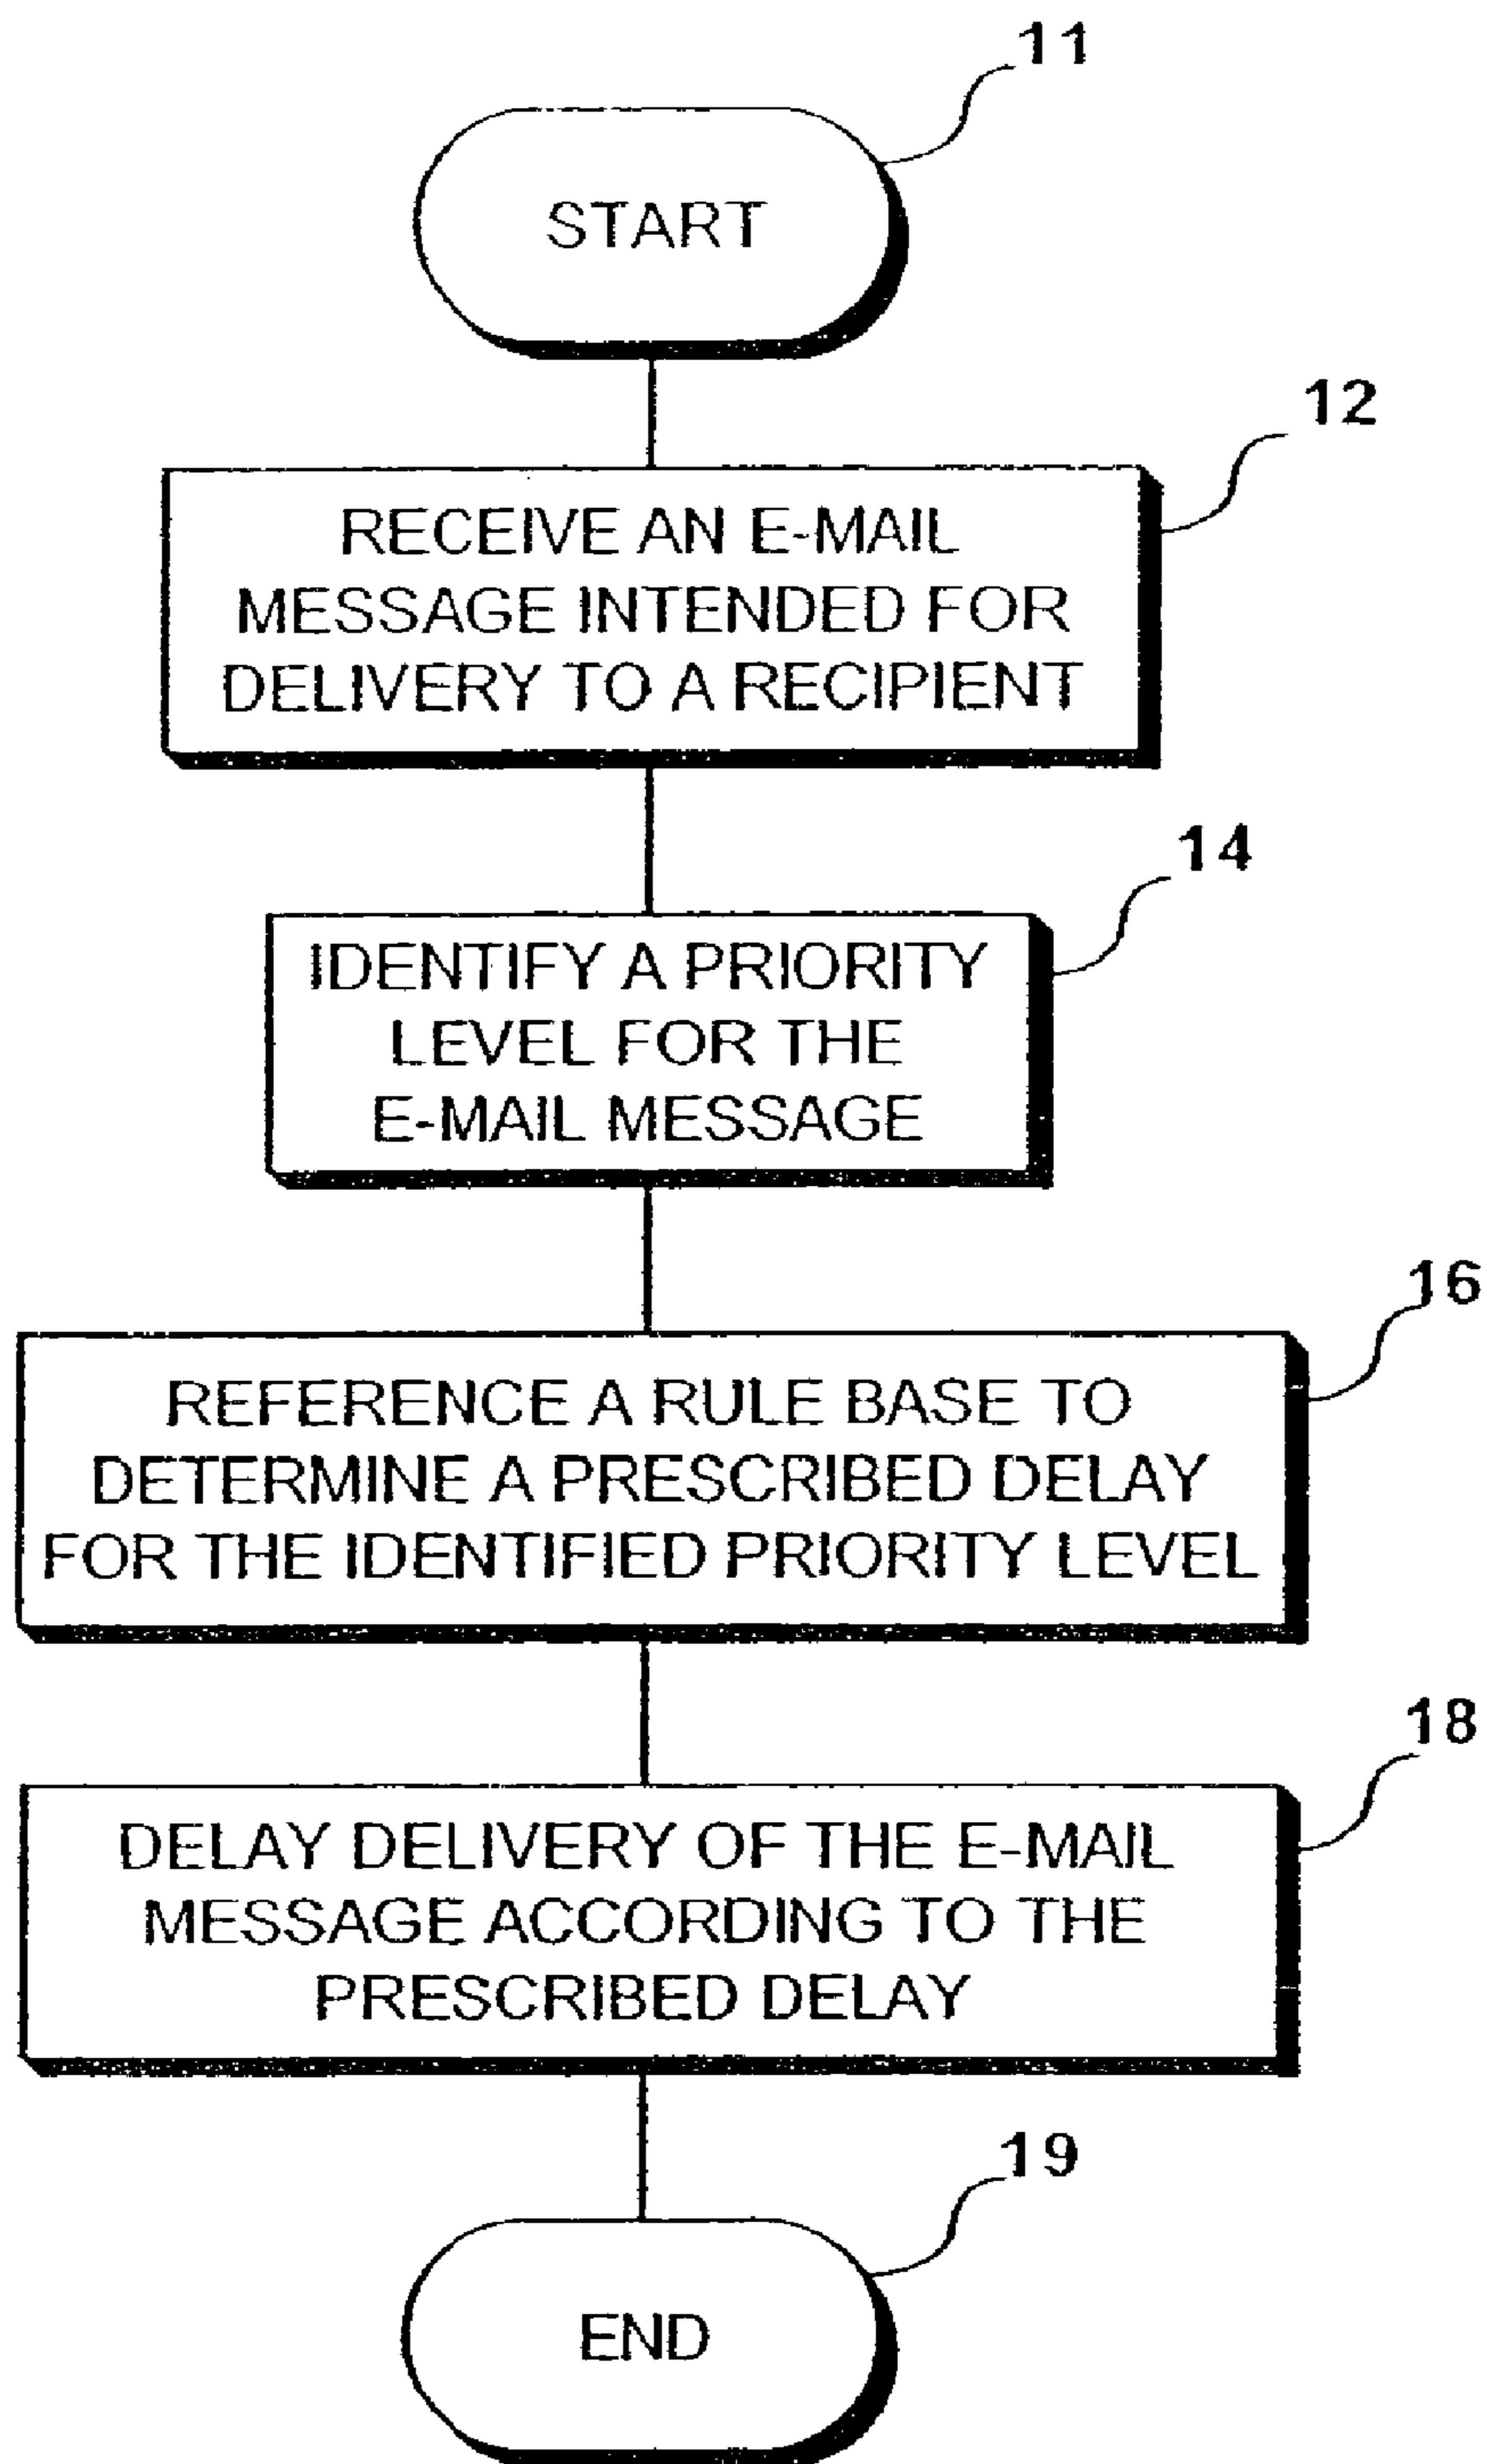 11
START
12
RECEIVE AN E-MAIL
MESSAGE INTENDED FOR
DELIVERY TO A RECIPIENT
14
IDENTIFY A PRIORITY
LEVEL FOR THE
E-MAIL MESSAGE
16
REFERENCE A RULE BASE TO
DETERMINE A PRESCRIBED DELAY
FOR THE IDENTIFIED PRIORITY LEVEL
18
DELAY DELIVERY OF THE E-MAIL
MESSAGE ACCORDING TO THE
PRESCRIBED DELAY
19
END